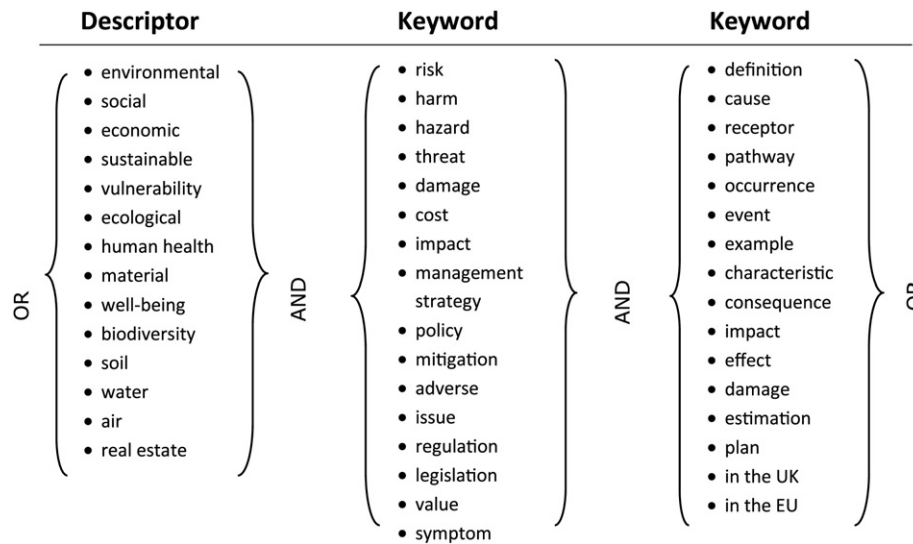 Descriptor
Keyword
Keyword
OR
• environmental
• social
• economic
• sustainable
• vulnerability
• ecological
• human health
• material
• well-being
• biodiversity
• soil
• water
• air
• real estate
AND
• risk
• harm
• hazard
• threat
• damage
• cost
• impact
• management
strategy
• policy
• mitigation
• adverse
• issue
• regulation
• legislation
• value
• symptom
AND
• definition
• cause
• receptor
• pathway
• occurrence
• event
• example
• characteristic
• consequence
• impact
• effect
• damage
• estimation
• plan
• in the UK
• in the EU
OR